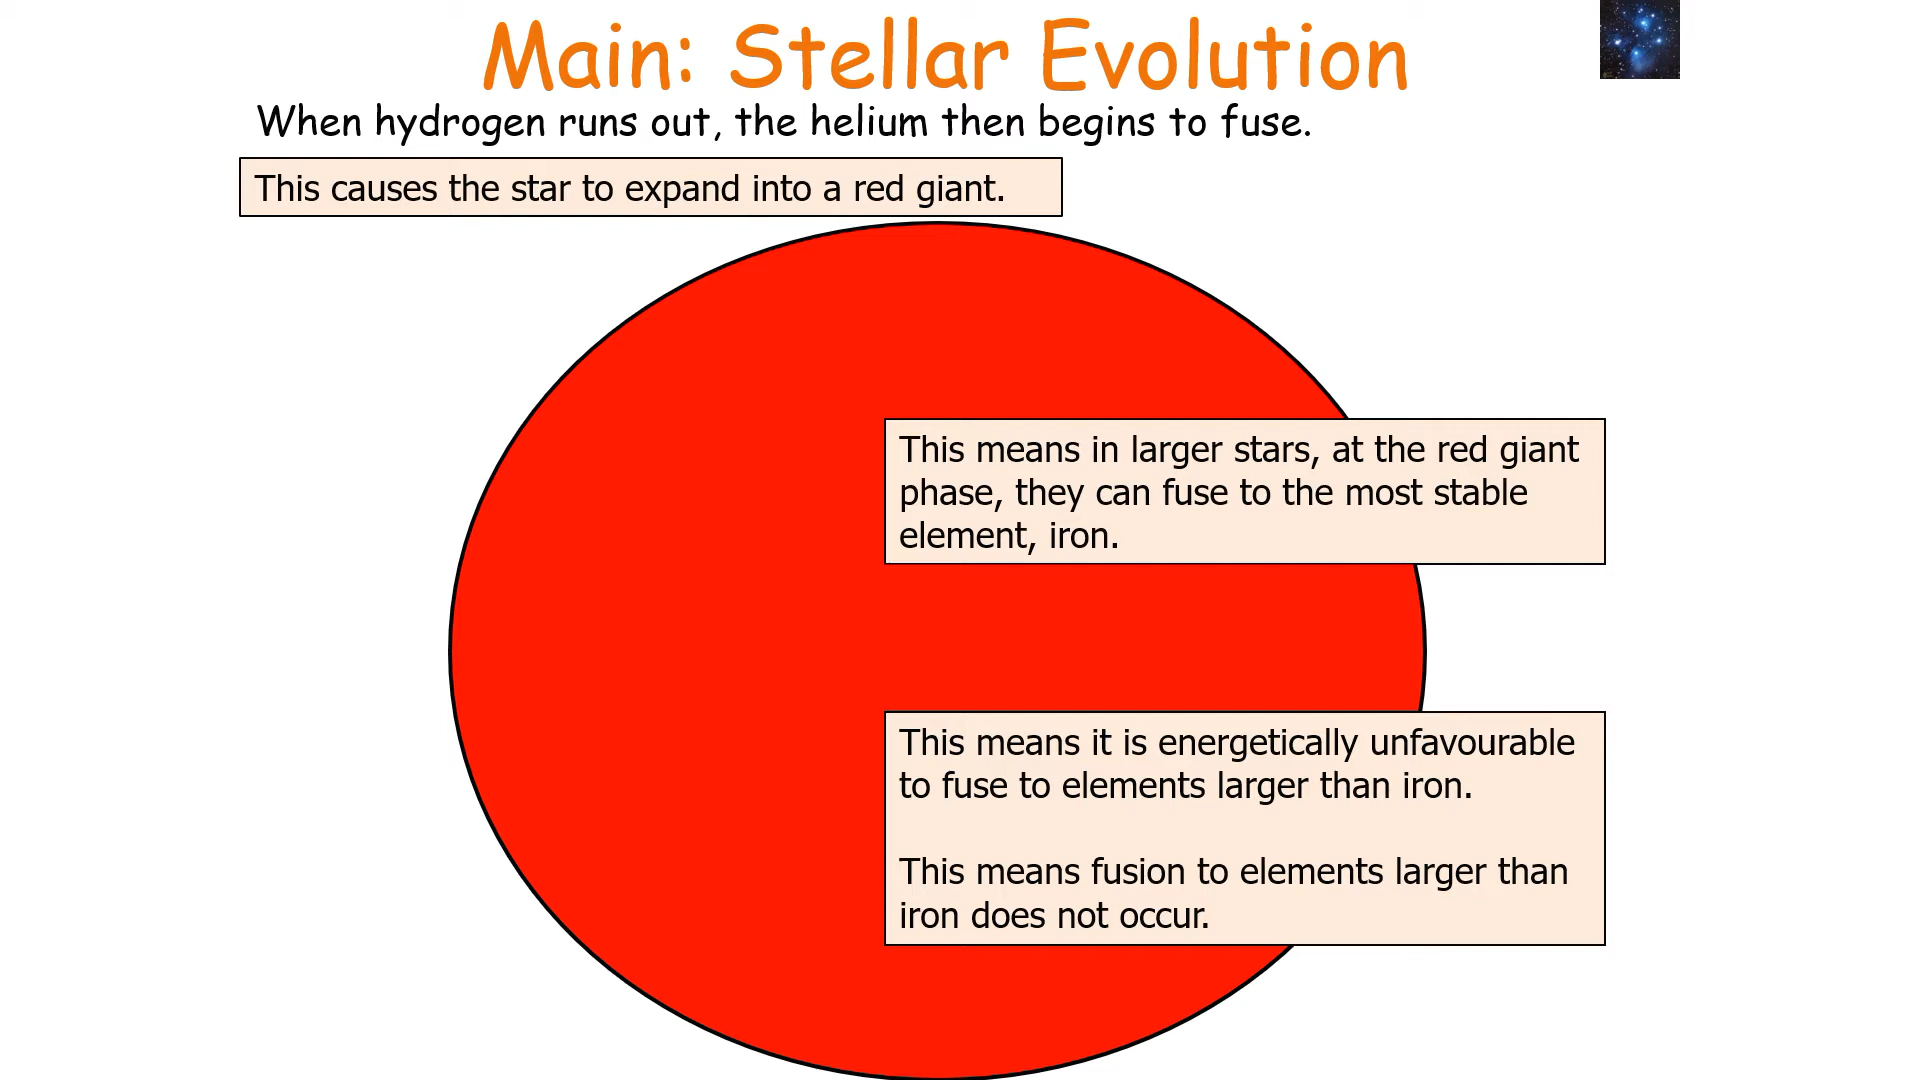 Main: Stellar Evolution
When hydrogen runs out, the helium then begins to fuse.
This causes the star to expand into a red giant.
This means in larger stars, at the red giant
phase, they can fuse to the most stable
element, iron.
This means it is energetically unfavourable
to fuse to elements larger than iron.
This means fusion to elements larger than
iron does not occur.